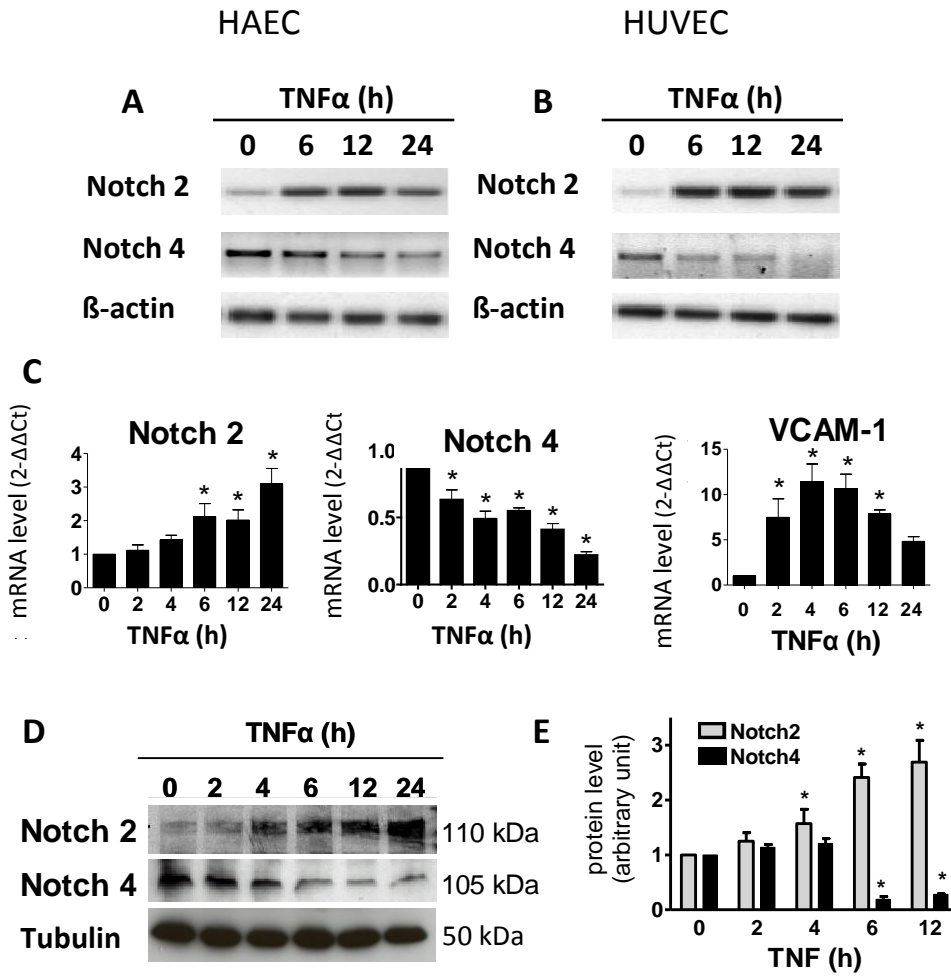 HAEC HUVEC
A TNFα (h) B TNFα (h)
0 6 12 24 0 6 12 24
Notch 2 Notch 2
Notch 4 Notch 4
ß-actin ß-actin
C
mRNA level (2-ΔΔCt)
Notch 2
4
3
2
1
0
* * *
0 2 4 6 12 24
TNFα (h)
mRNA level (2-ΔΔCt
Notch 4
1.0
0.5
0.0
* * * * *
0 2 4 6 12 24
TNFα (h)
mRNA level (2-ΔΔCt)
VCAM-1
15
10
5
0
* * * *
0 2 4 6 12 24
TNFα (h)
D TNFα (h)
0 2 4 6 12 24
Notch 2 110 kDa
Notch 4 105 kDa
Tubulin 50 kDa
E
protein level
(arbitrary unit)
Notch2
Notch4
3
2
1
0
* * * * *
0 2 4 6 12
TNF (h)